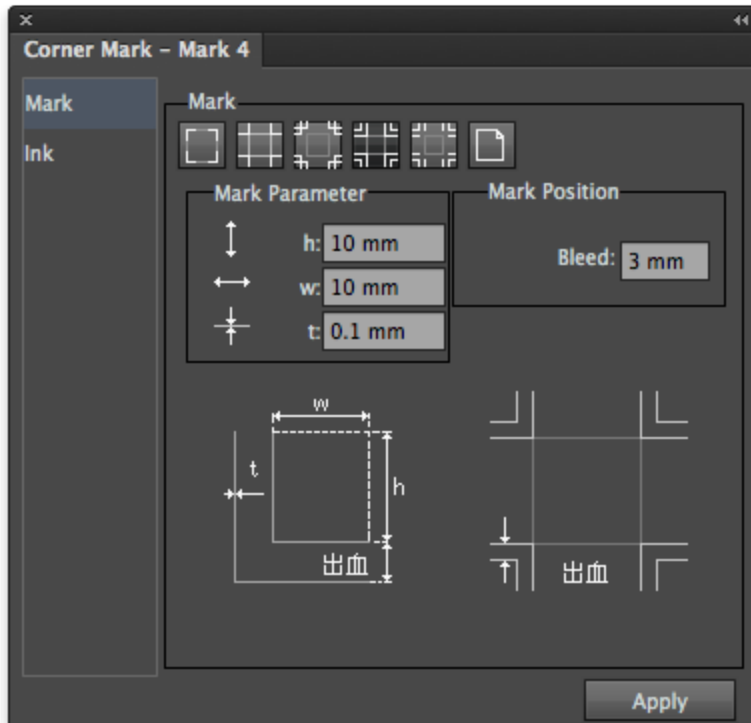 Corner Mark - Mark 4
Mark
Ink
Mark
Mark Parameter
h: 10 mm
w: 10 mm
t: 0.1 mm
Mark Position
Bleed: 3 mm
w
t
h
出血
出血
Apply